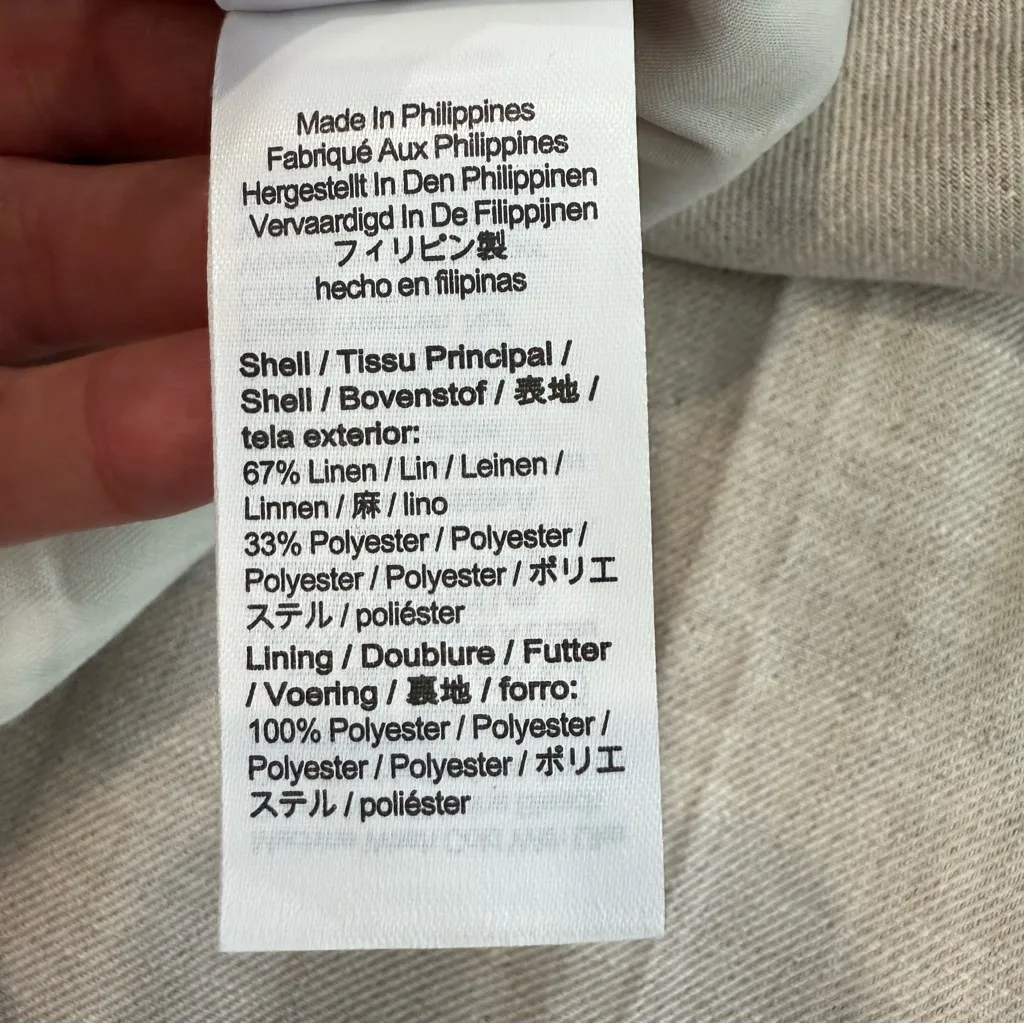 Made In Philippines
Fabriqué Aux Philippines
Hergestellt In Den Philippinen
Vervaardigd In De Filippijnen
フィリピン製
hecho en filipinas
Shell / Tissu Principal /
Shell / Bovenstof / 表地 /
tela exterior:
67% Linen / Lin / Leinen /
Linnen / 麻 / lino
33% Polyester / Polyester /
Polyester / Polyester / ポリエ
ステル / poliéster
Lining / Doublure / Futter
/ Voering / 裏地 / forro:
100% Polyester / Polyester /
Polyester / Polyester / ポリエ
ステル / poliéster